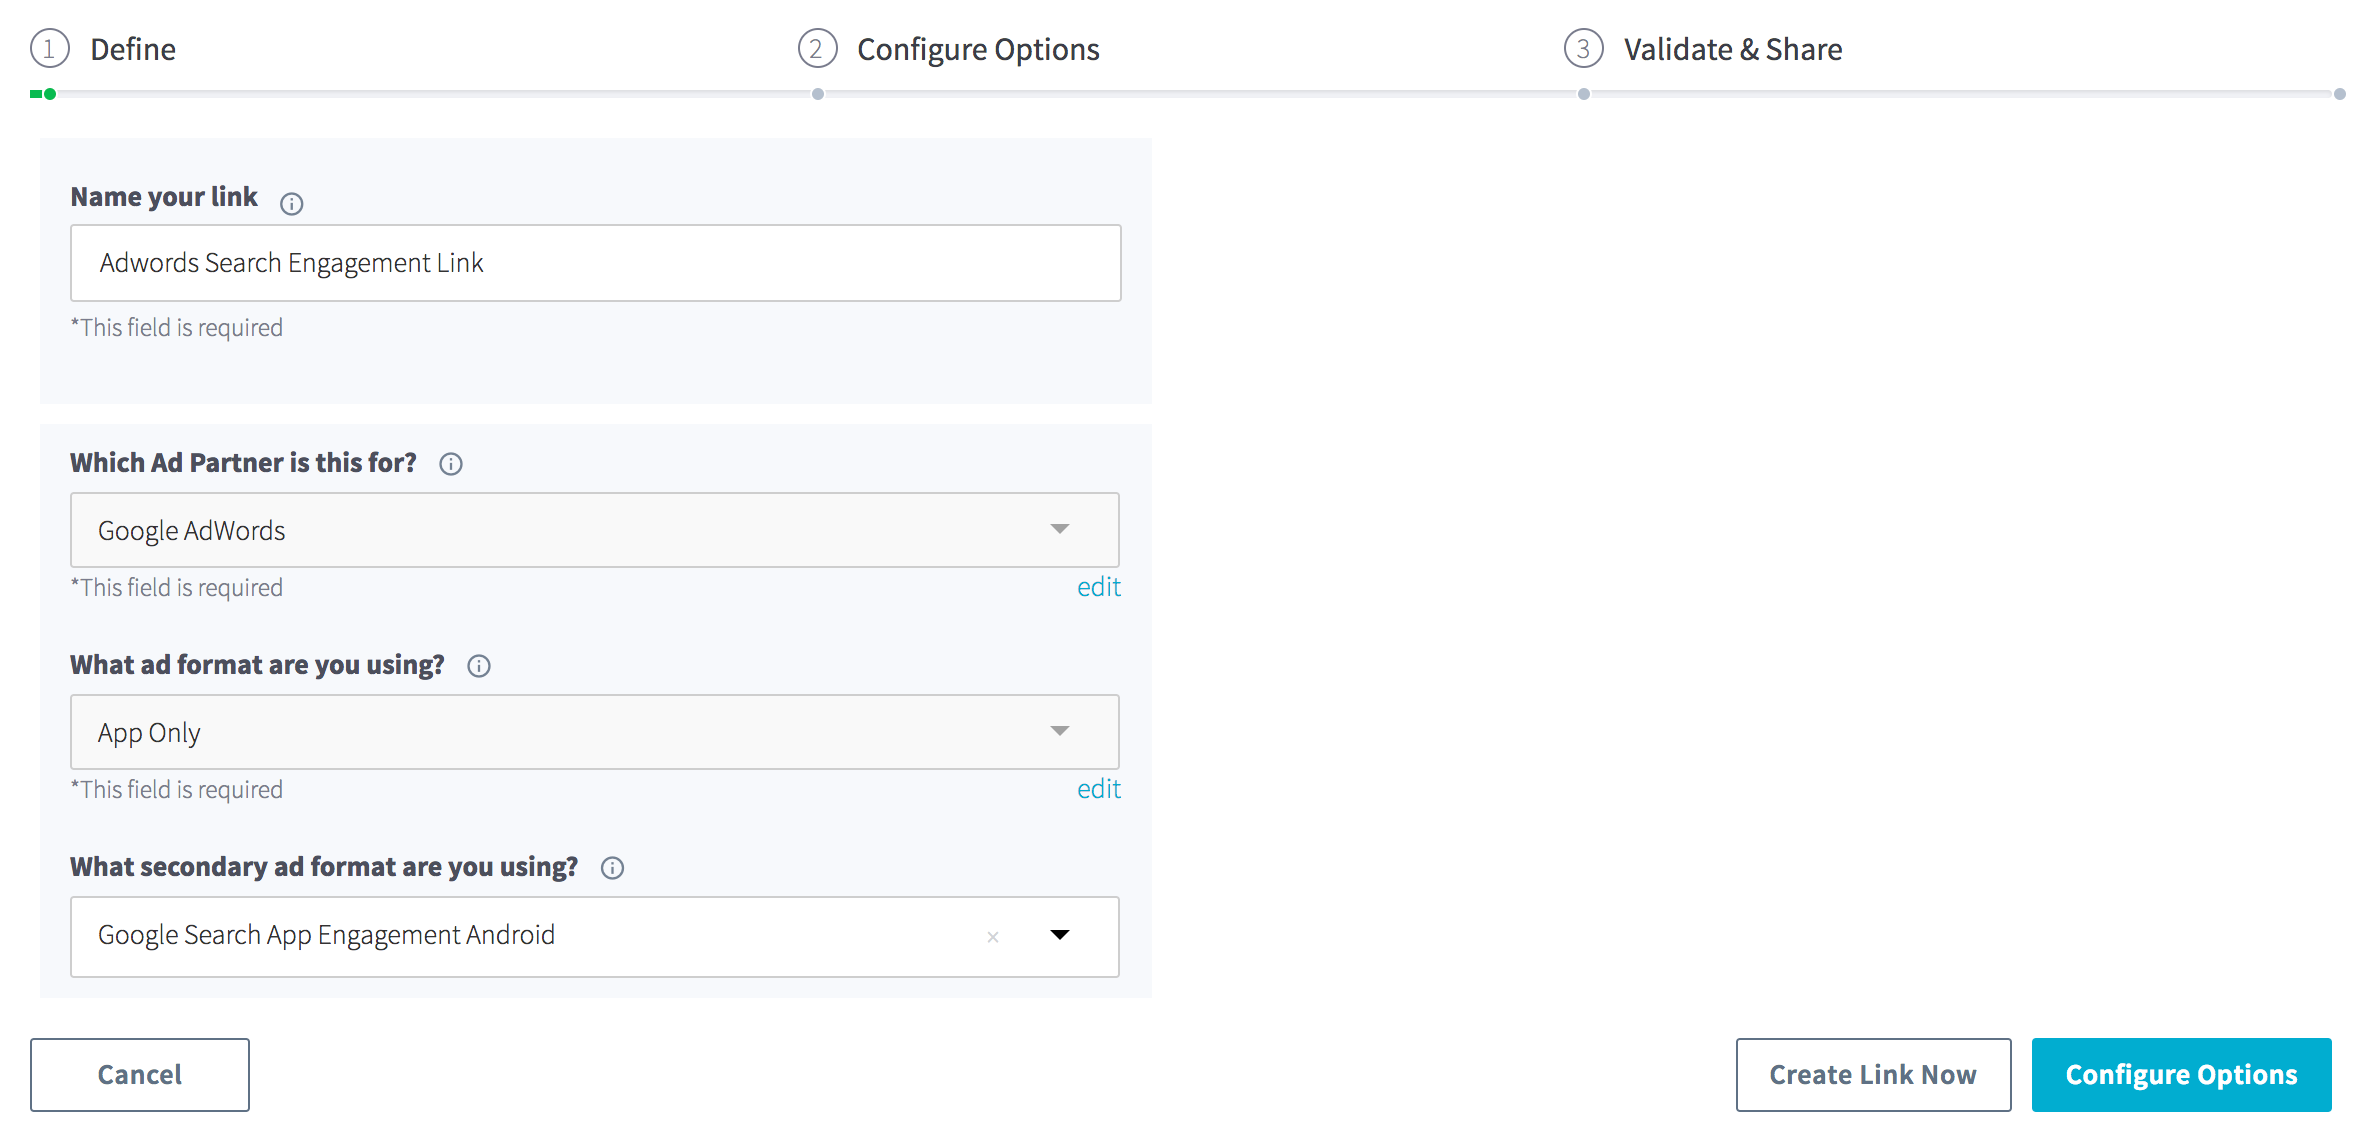 1 Define
2 Configure Options
3 Validate & Share
Name your link
Adwords Search Engagement Link
*This field is required
Which Ad Partner is this for?
Google AdWords
*This field is required
edit
What ad format are you using?
App Only
*This field is required
edit
What secondary ad format are you using?
Google Search App Engagement Android
×
Cancel
Create Link Now
Configure Options